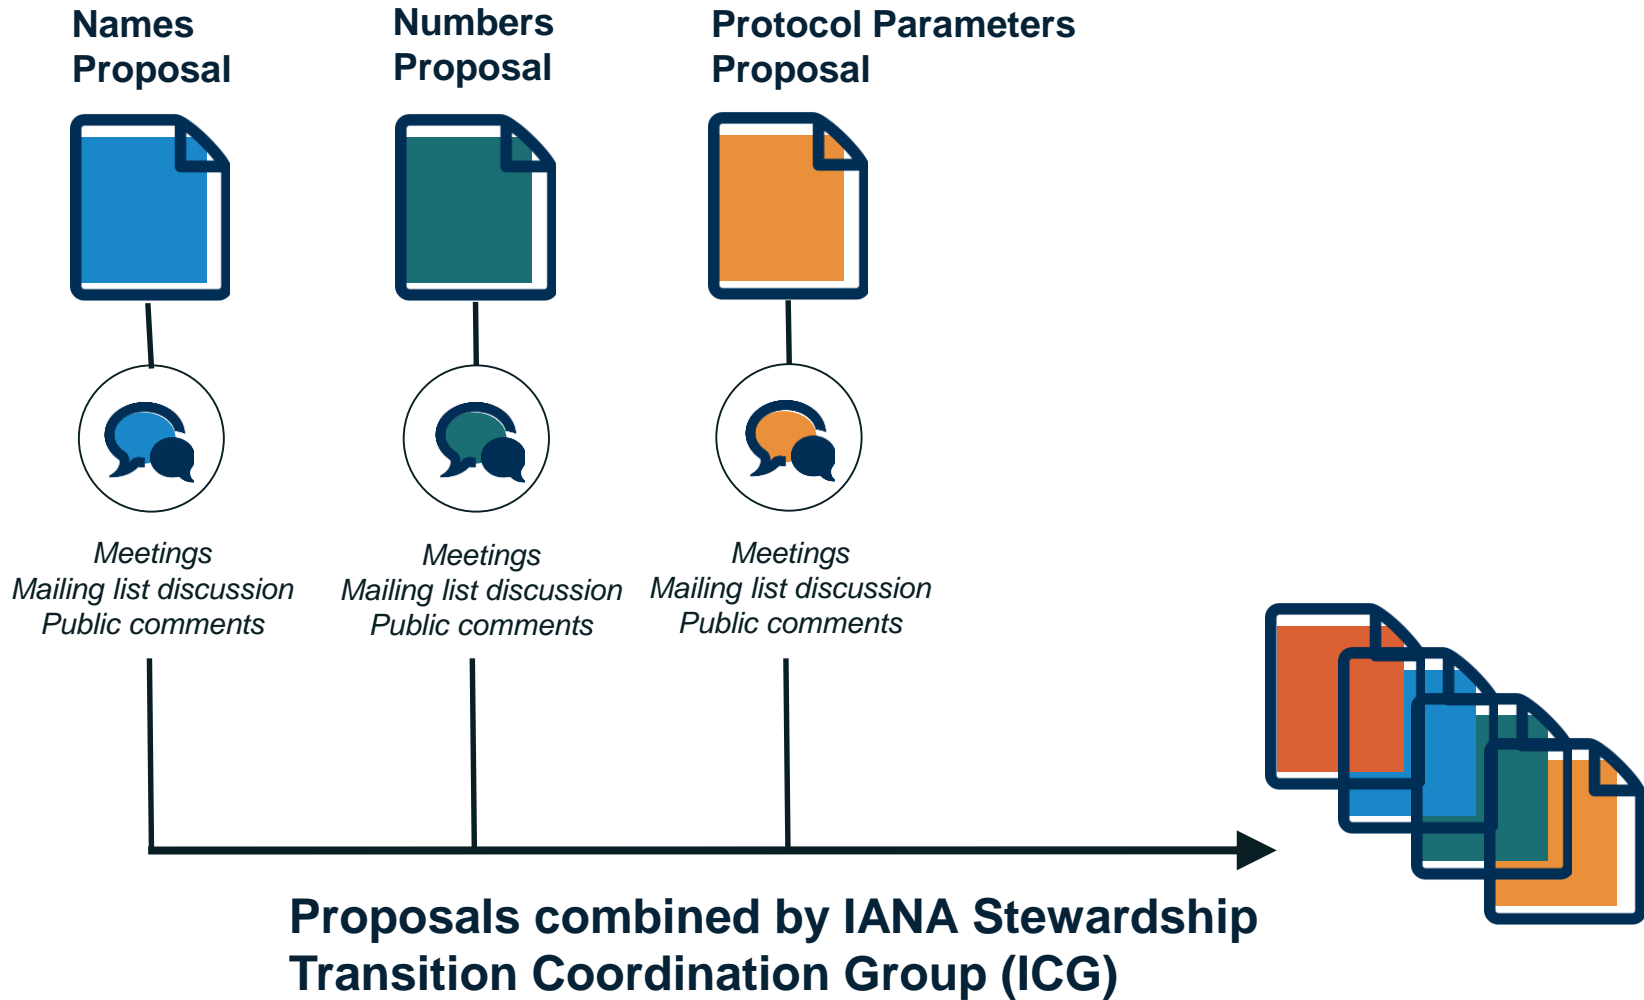 Names
Proposal
Numbers
Proposal
Protocol Parameters
Proposal
Meetings
Mailing list discussion
Public comments
Meetings
Mailing list discussion
Public comments
Meetings
Mailing list discussion
Public comments
Proposals combined by IANA Stewardship
Transition Coordination Group (ICG)